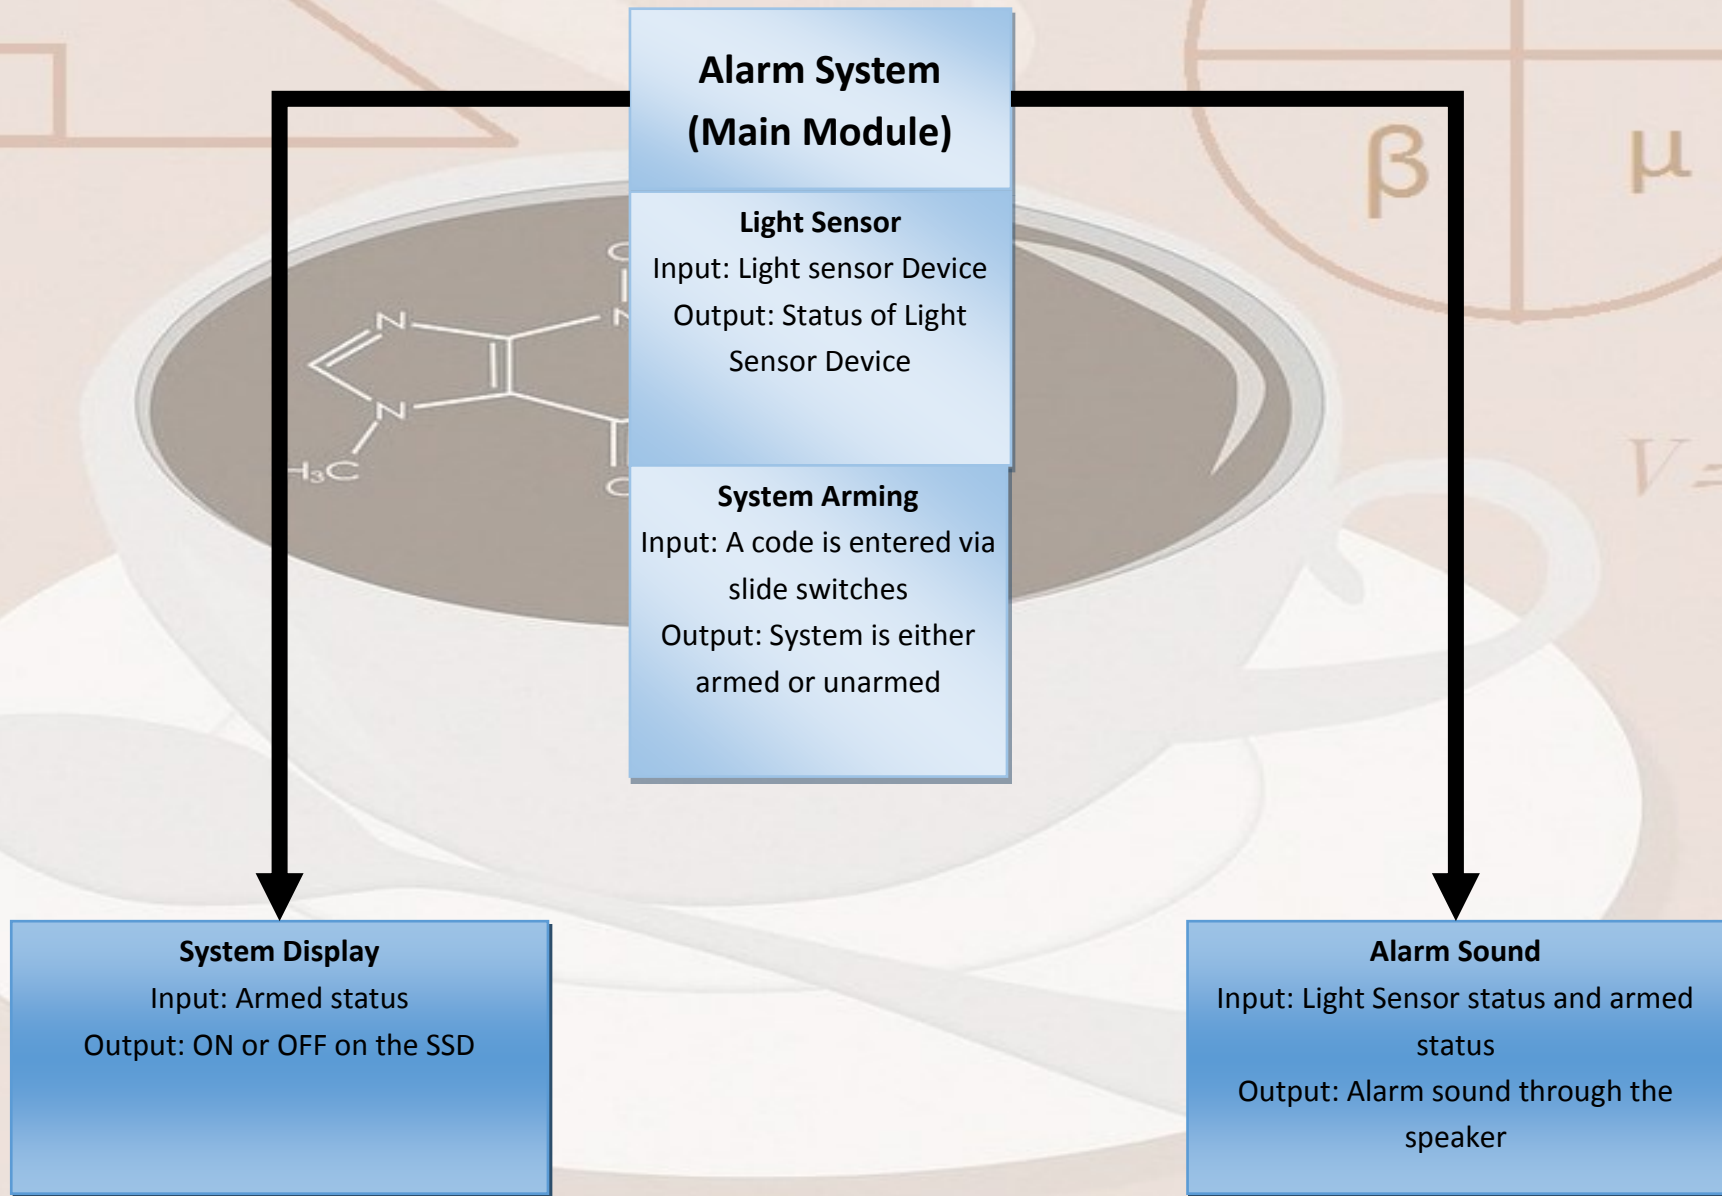 Alarm System
(Main Module)
β
μ
Light Sensor
Input: Light sensor Device
Output: Status of Light
Sensor Device
N
N
H₃C
V =
System Arming
Input: A code is entered via
slide switches
Output: System is either
armed or unarmed
System Display
Input: Armed status
Output: ON or OFF on the SSD
Alarm Sound
Input: Light Sensor status and armed
status
Output: Alarm sound through the
speaker